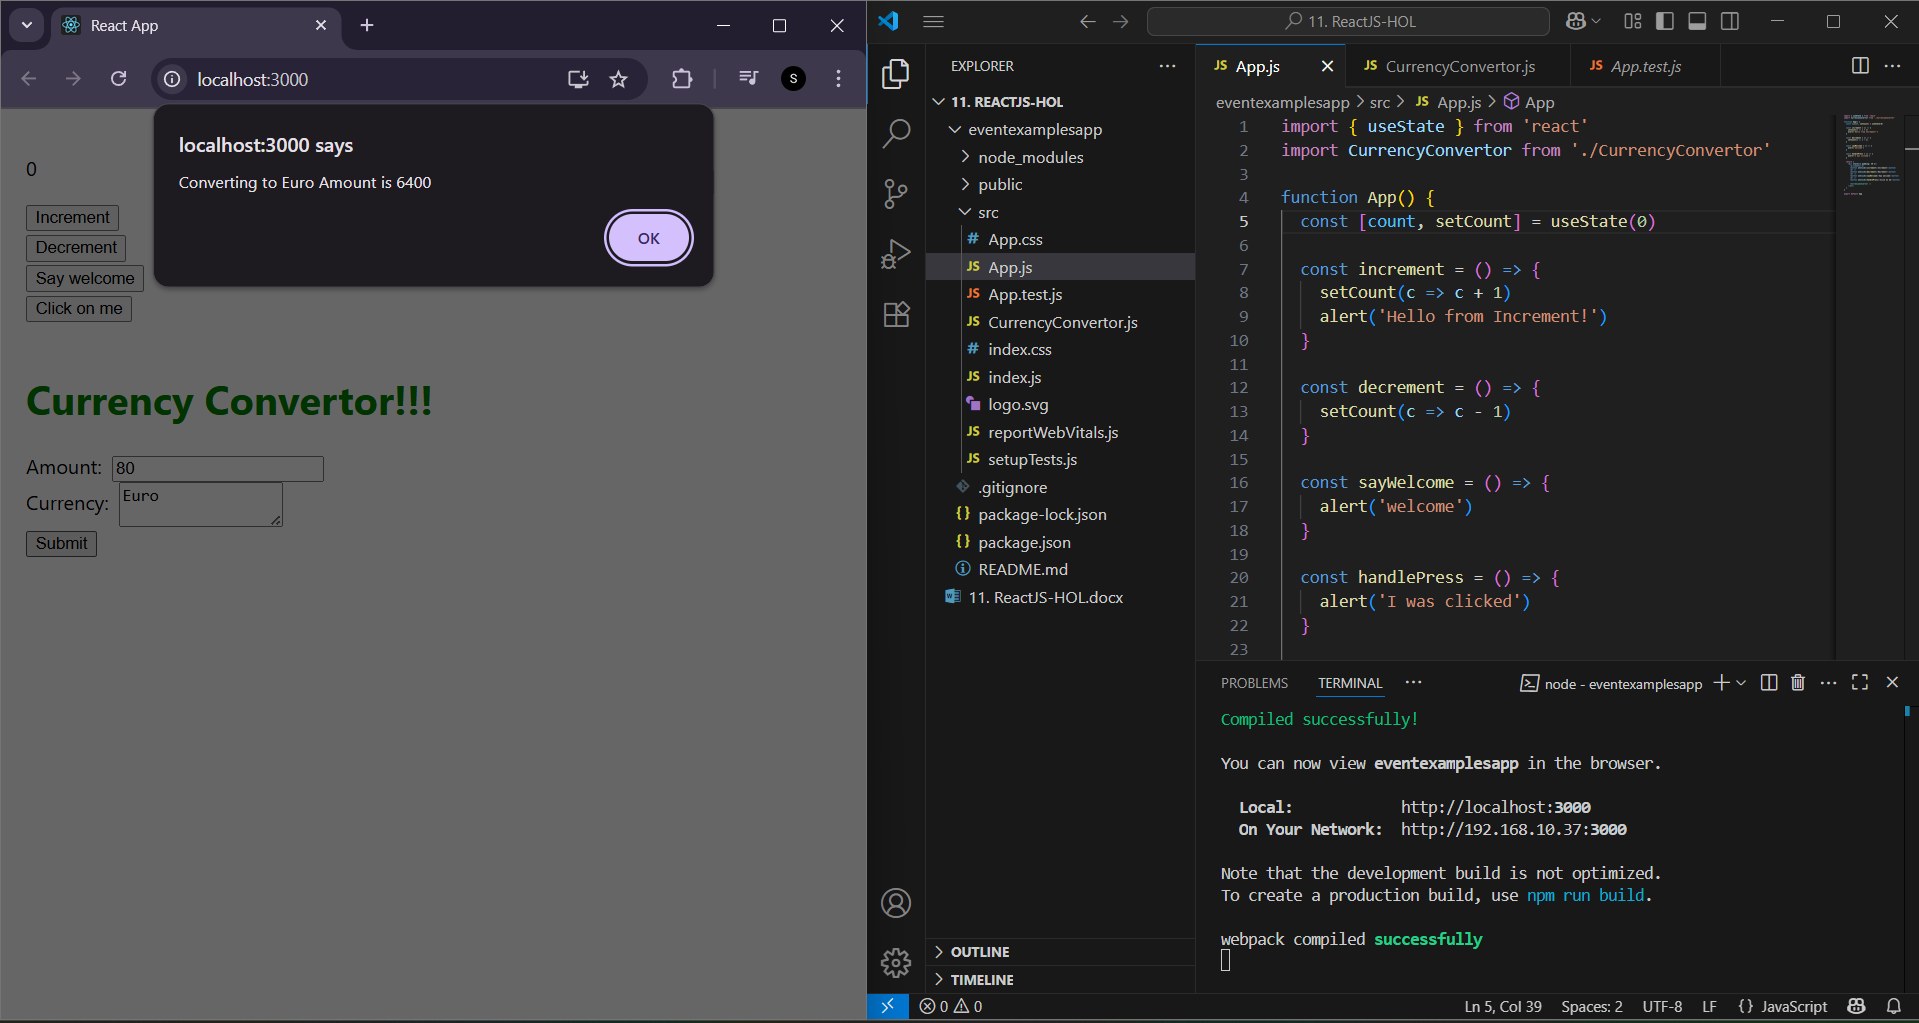 React App
localhost:3000
S
localhost:3000 says
Converting to Euro Amount is 6400
OK
0
Increment
Decrement
Say welcome
Click on me
Currency Convertor!!!
Amount: 80
Currency: Euro
Submit
11. ReactJS-HOL
EXPLORER
11. REACTJS-HOL
eventexamplesapp
node_modules
public
src
# App.css
JS App.js
JS App.test.js
JS CurrencyConvertor.js
# index.css
JS index.js
logo.svg
JS reportWebVitals.js
JS setupTests.js
.gitignore
{} package-lock.json
{} package.json
README.md
11. ReactJS-HOL.docx
OUTLINE
TIMELINE
JS App.js
JS CurrencyConvertor.js
JS App.test.js
eventexamplesapp > src > JS App.js > App
1 import { useState } from 'react'
2 import CurrencyConvertor from './CurrencyConvertor'
3
4 function App() {
5 const [count, setCount] = useState(0)
6
7 const increment = () => {
8 setCount(c => c + 1)
9 alert('Hello from Increment!')
10 }
11
12 const decrement = () => {
13 setCount(c => c - 1)
14 }
15
16 const sayWelcome = () => {
17 alert('welcome')
18 }
19
20 const handlePress = () => {
21 alert('I was clicked')
22 }
23
PROBLEMS TERMINAL
node - eventexamplesapp
Compiled successfully!
You can now view eventexamplesapp in the browser.
Local: http://localhost:3000
On Your Network: http://192.168.10.37:3000
Note that the development build is not optimized.
To create a production build, use npm run build.
webpack compiled successfully
0 0
Ln 5, Col 39
Spaces: 2
UTF-8
LF
{} JavaScript